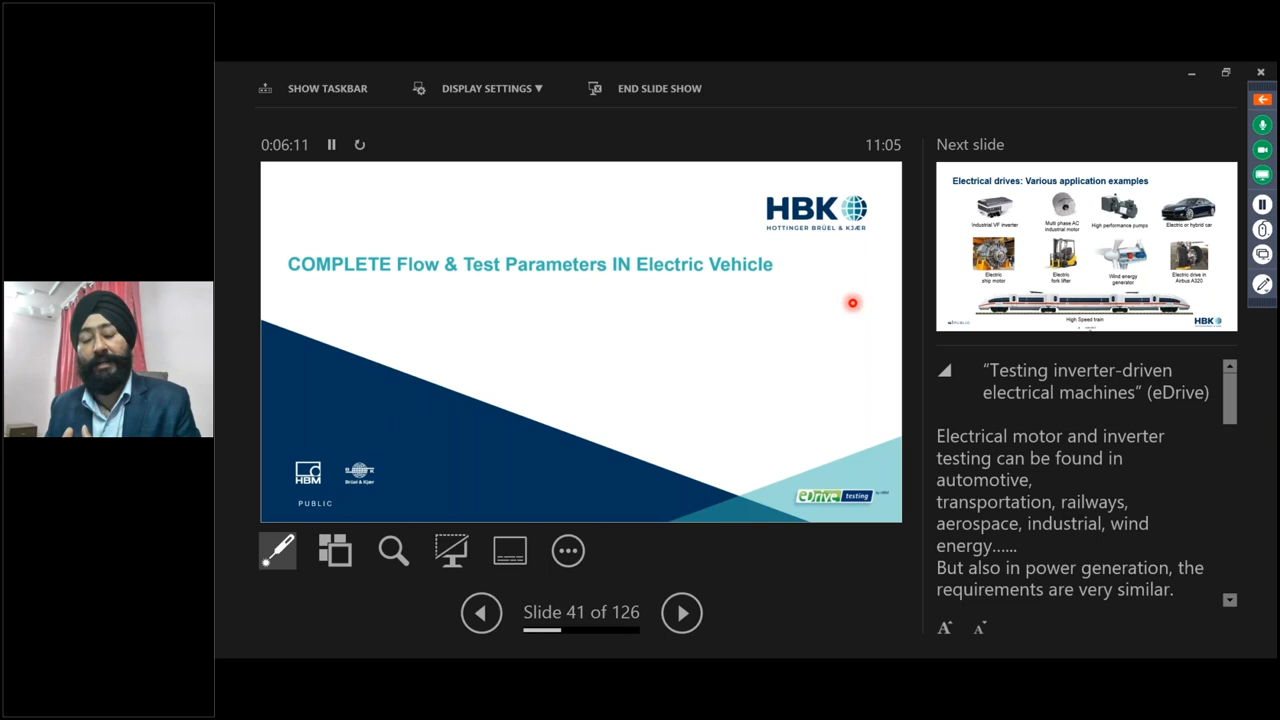 SHOW TASKBAR
DISPLAY SETTINGS ▼
END SLIDE SHOW
0:06:11
11:05
HBK
HOTTINGER BRÜEL & KJÆR
COMPLETE Flow & Test Parameters IN Electric Vehicle
HBM
Brüel & Kjær
PUBLIC
eDrive testing
by HBM
Slide 41 of 126
Next slide
Electrical drives: Various application examples
Industrial VF inverter
Multi phase AC
industrial motor
High performance pumps
Electric or hybrid car
Electric
ship motor
Electric
fork lifter
Wind energy
generator
Electric drive in
Airbus A320
High Speed train
PUBLIC
HBK
“Testing inverter-driven
electrical machines” (eDrive)
Electrical motor and inverter
testing can be found in
automotive,
transportation, railways,
aerospace, industrial, wind
energy......
But also in power generation, the
requirements are very similar.
A
A